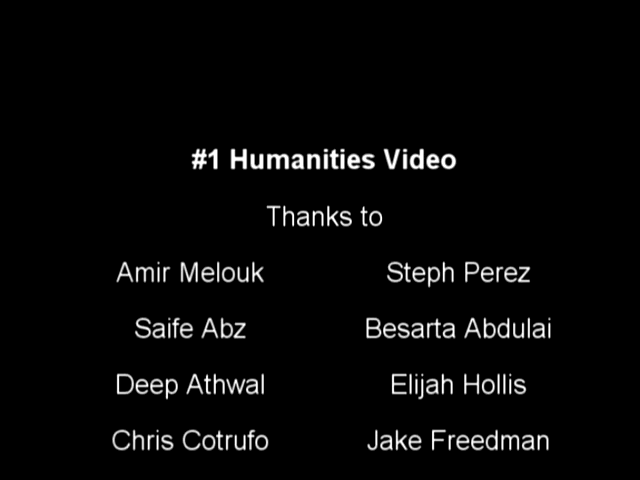 #1 Humanities Video
Thanks to
Amir Melouk Steph Perez
Saife Abz Besarta Abdulai
Deep Athwal Elijah Hollis
Chris Cotrufo Jake Freedman